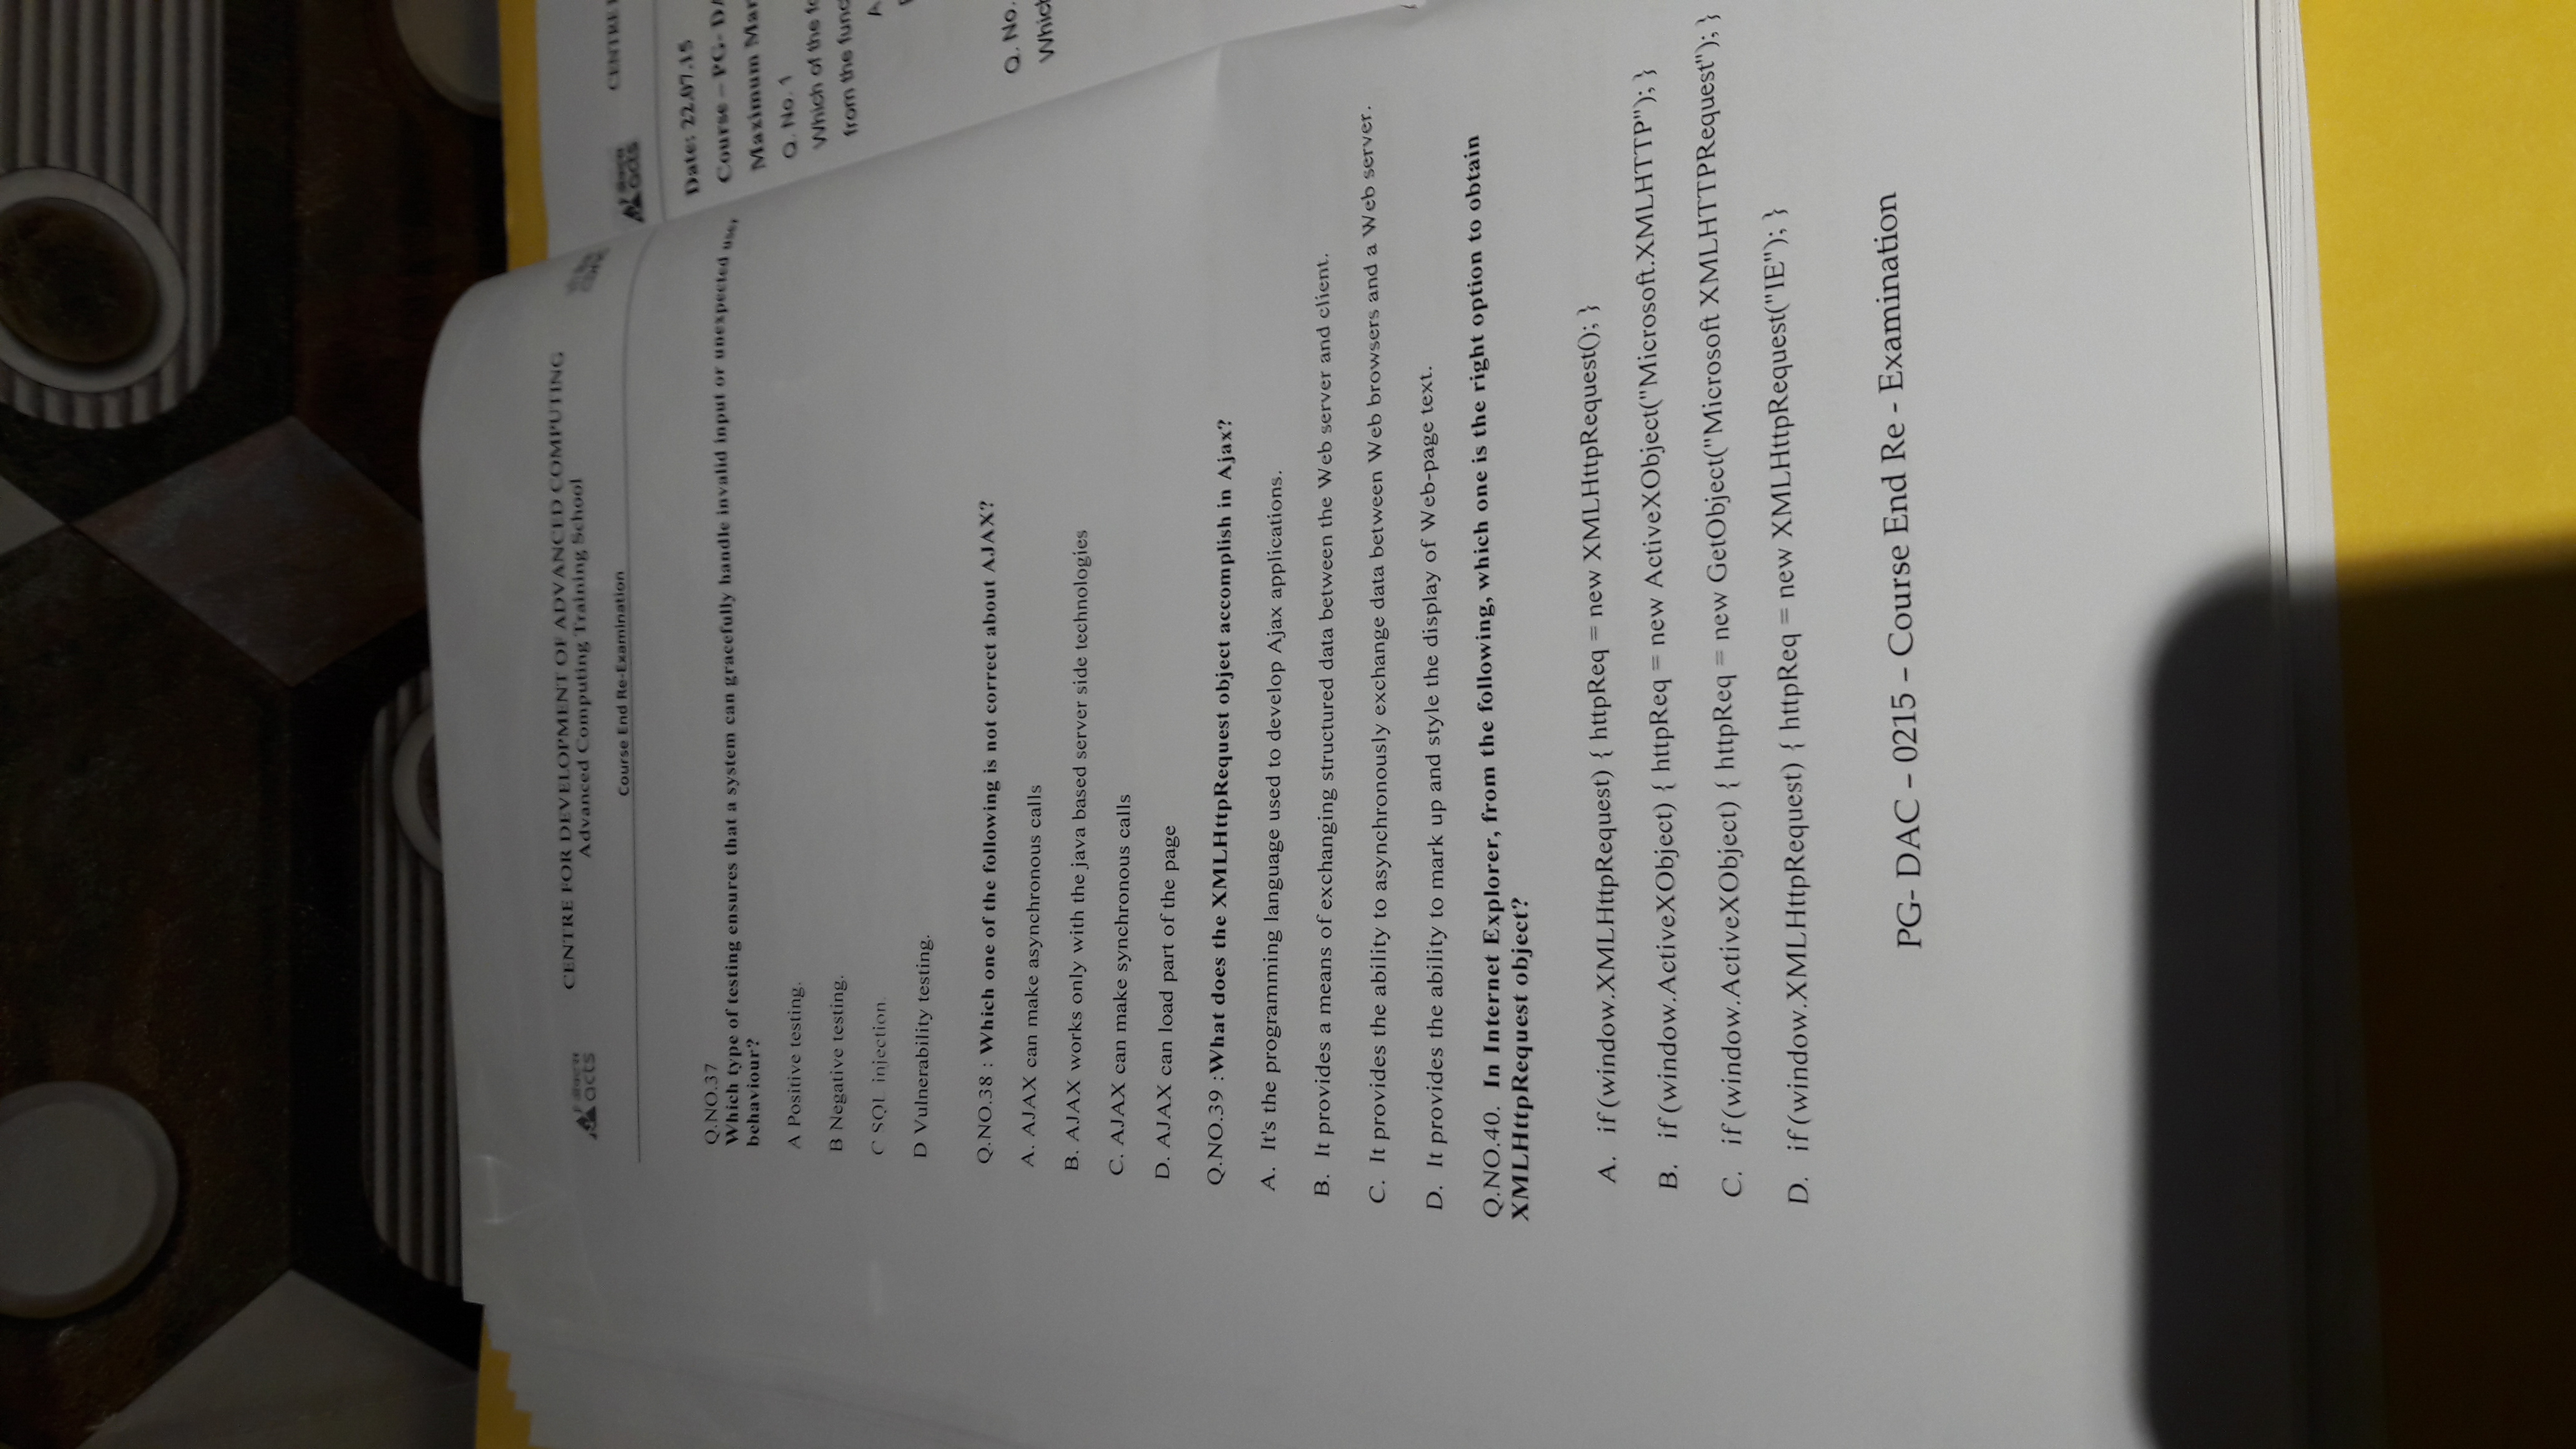 acts
CENTRE FOR DEVELOPMENT OF ADVANCED COMPUTING
Advanced Computing Training School
Course End Re-Examination
Q.NO.37
Which type of testing ensures that a system can gracefully handle invalid input or unexpected user
behaviour?
A Positive testing.
B Negative testing.
C SQL injection.
D Vulnerability testing.
Q.NO.38 : Which one of the following is not correct about AJAX?
A. AJAX can make asynchronous calls
B. AJAX works only with the java based server side technologies
C. AJAX can make synchronous calls
D. AJAX can load part of the page
Q.NO.39 :What does the XMLHttpRequest object accomplish in Ajax?
A. It's the programming language used to develop Ajax applications.
B. It provides a means of exchanging structured data between the Web server and client.
C. It provides the ability to asynchronously exchange data between Web browsers and a Web server.
D. It provides the ability to mark up and style the display of Web-page text.
Q.NO.40. In Internet Explorer, from the following, which one is the right option to obtain
XMLHttpRequest object?
A. if (window.XMLHttpRequest) { httpReq = new XMLHttpRequest(); }
B. if (window.ActiveXObject) { httpReq = new ActiveXObject("Microsoft.XMLHTTP"); }
C. if (window.ActiveXObject) { httpReq = new GetObject("Microsoft XMLHTTPRequest"); }
D. if (window.XMLHttpRequest) { httpReq = new XMLHttpRequest("IE"); }
PG- DAC – 0215 – Course End Re - Examination
acts
CENTRE
Date: 22.07.15
Course – PG- DA
Maximum Mar
Q. No. 1
Which of the fo
from the func
A
Q. No.
Which